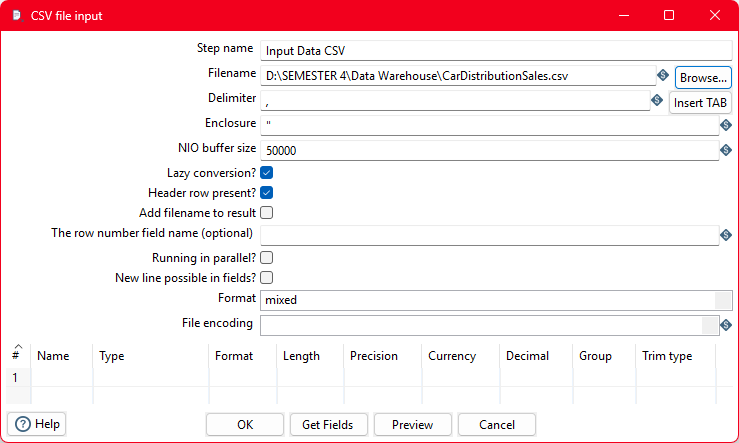 CSV file input
Step name Input Data CSV
Filename D:\SEMESTER 4\Data Warehouse\CarDistributionSales.csv S Browse...
Delimiter , S Insert TAB
Enclosure " S
NIO buffer size 50000 S
Lazy conversion?
Header row present?
Add filename to result
The row number field name (optional) S
Running in parallel?
New line possible in fields?
Format mixed
File encoding S
# Name Type Format Length Precision Currency Decimal Group Trim type
1
? Help OK Get Fields Preview Cancel